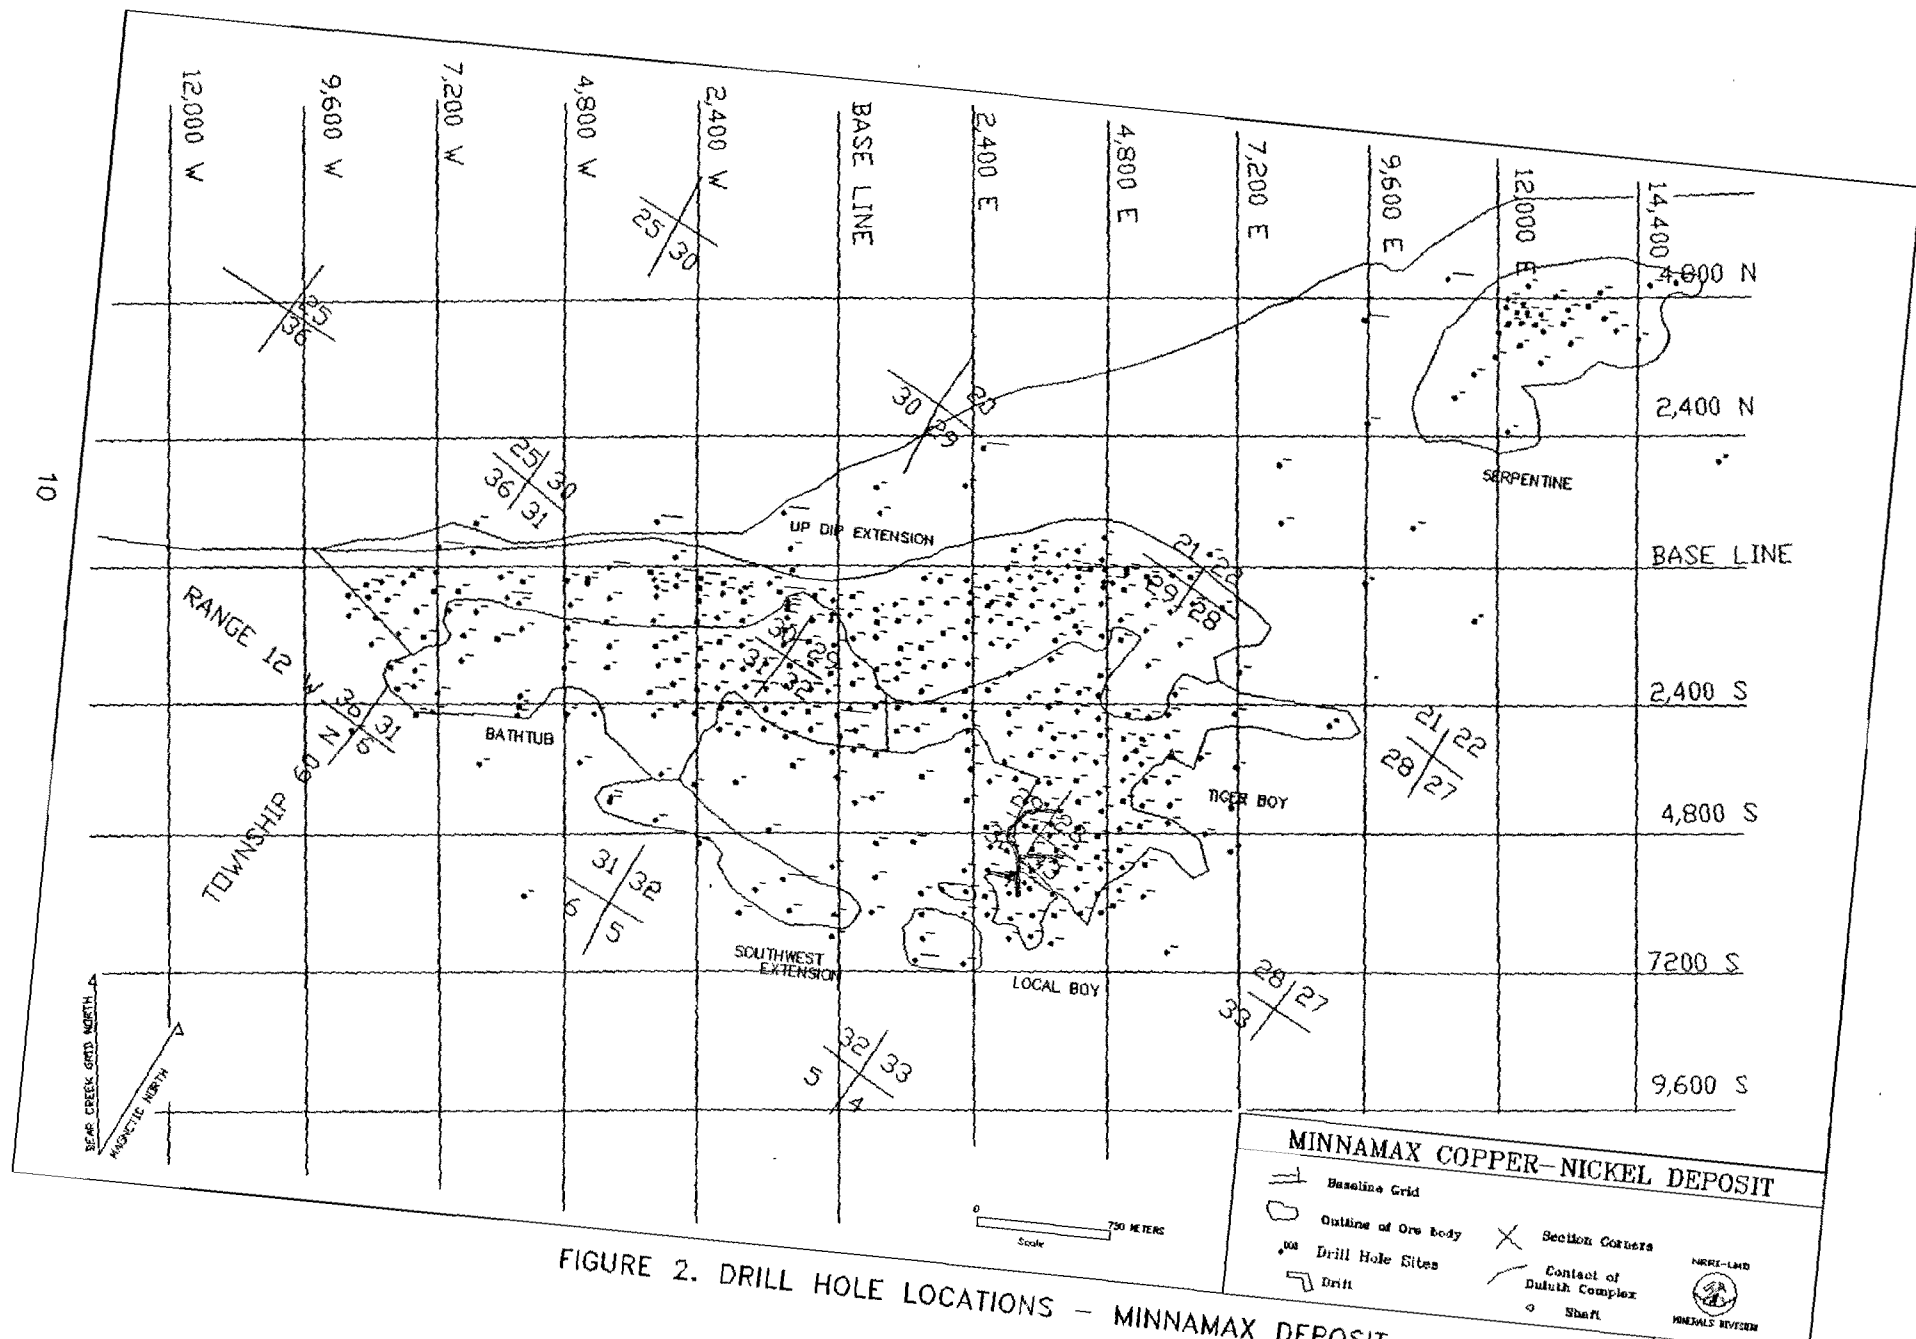 12,000 W
9,600 W
7,200 W
4,800 W
2,400 W
BASE LINE
2,400 E
4,800 E
7,200 E
9,600 E
12,000 E
14,400
4,800 N
2,400 N
BASE LINE
2,400 S
4,800 S
7200 S
9,600 S
25 30
25
36
30 20
29
25 30
36 31
21 22
29 28
30 29
31 32
36 31
6
21 22
28 27
31 32
6 5
28 27
33
32 33
5 4
SERPENTINE
UP DIP EXTENSION
RANGE 12 W.
TOWNSHIP 60 N
BATHTUB
TIGER BOY
SOUTHWEST
EXTENSION
LOCAL BOY
BEAR CREEK GRID NORTH
MAGNETIC NORTH
10
0
750 METERS
Scale
MINNAMAX COPPER-NICKEL DEPOSIT
Baseline Grid
Outline of Ore body
Drill Hole Sites
Drift
Section Corners
Contact of
Duluth Complex
Shaft
NRRI-LMD
MINERALS DIVISION
FIGURE 2. DRILL HOLE LOCATIONS - MINNAMAX DEPOSIT